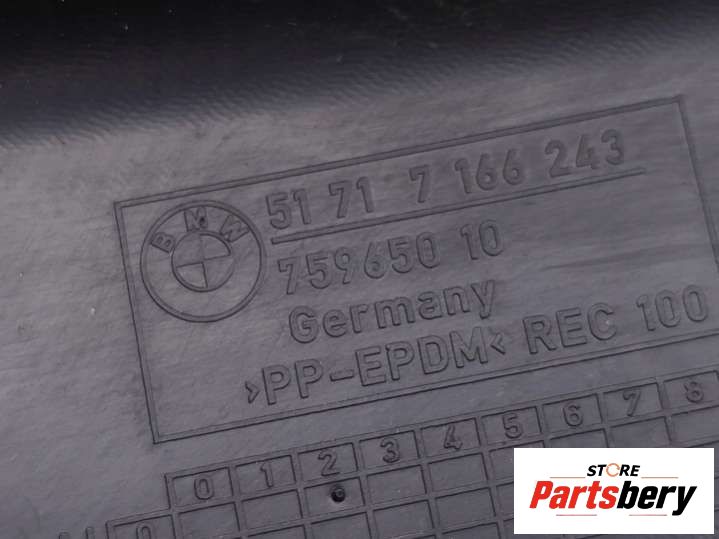 BMW
51 71 7 166 243
759650 10
Germany
>PP-EPDM< REC 100
0 1 2 3 4 5 6 7 8
0
STORE
Partsbery